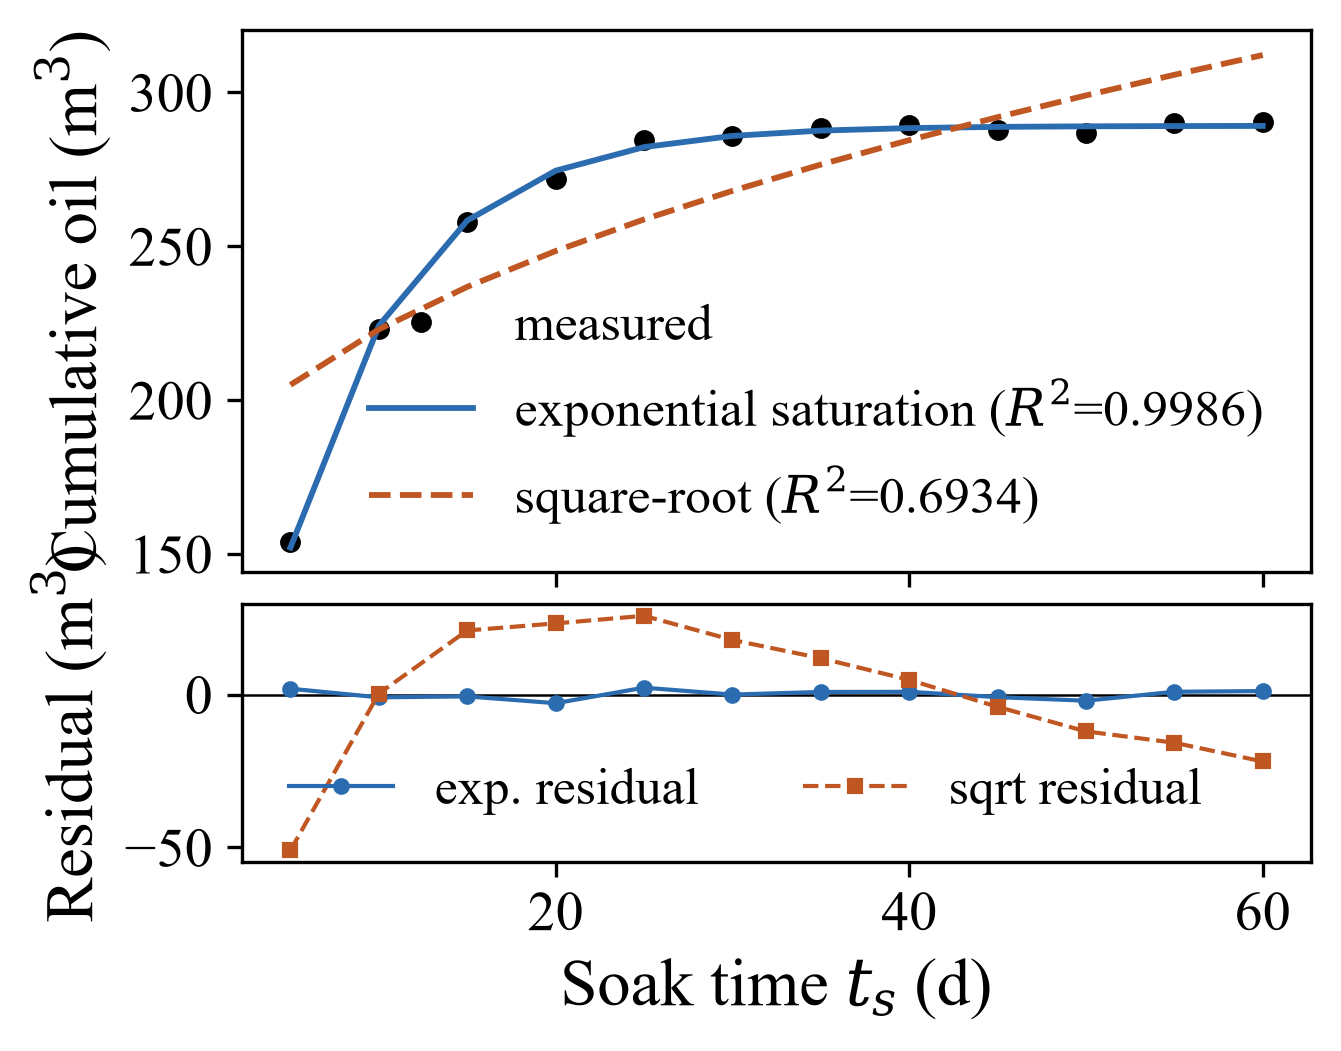 Cumulative oil (m³)
300
250
200
150
measured
exponential saturation (R²=0.9986)
square-root (R²=0.6934)
Residual (m³)
0
−50
exp. residual
sqrt residual
20
40
60
Soak time tₛ (d)